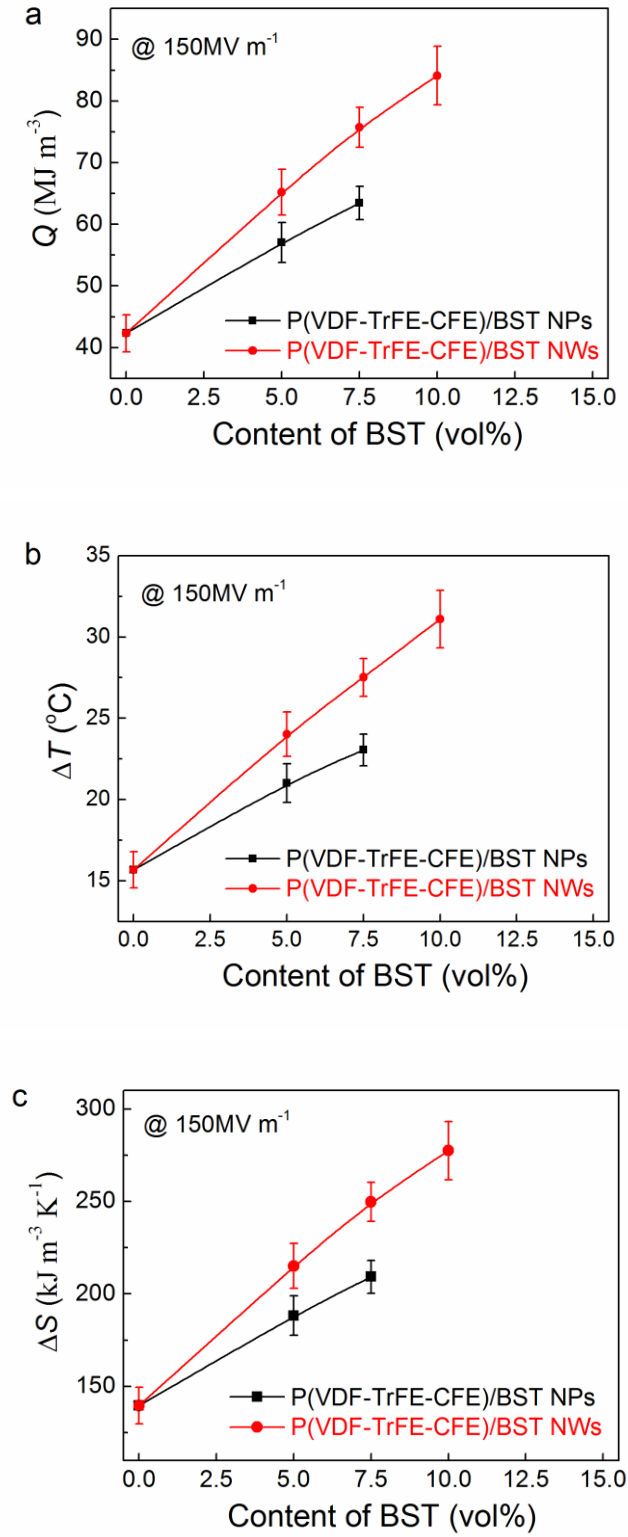 a
@ 150MV m⁻¹
Q (MJ m⁻³)
90
80
70
60
50
40
P(VDF-TrFE-CFE)/BST NPs
P(VDF-TrFE-CFE)/BST NWs
0.0 2.5 5.0 7.5 10.0 12.5 15.0
Content of BST (vol%)
b
@ 150MV m⁻¹
ΔT (°C)
35
30
25
20
15
P(VDF-TrFE-CFE)/BST NPs
P(VDF-TrFE-CFE)/BST NWs
0.0 2.5 5.0 7.5 10.0 12.5 15.0
Content of BST (vol%)
c
@ 150MV m⁻¹
ΔS (kJ m⁻³ K⁻¹)
300
250
200
150
P(VDF-TrFE-CFE)/BST NPs
P(VDF-TrFE-CFE)/BST NWs
0.0 2.5 5.0 7.5 10.0 12.5 15.0
Content of BST (vol%)